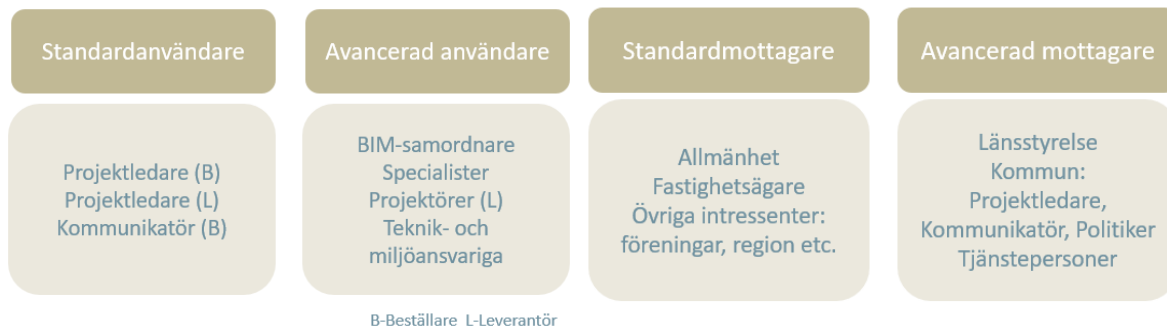 Standardanvändare
Projektledare (B)
Projektledare (L)
Kommunikatör (B)
Avancerad användare
BIM-samordnare
Specialister
Projektörer (L)
Teknik- och
miljöansvariga
Standardmottagare
Allmänhet
Fastighetsägare
Övriga intressenter:
föreningar, region etc.
Avancerad mottagare
Länsstyrelse
Kommun:
Projektledare,
Kommunikatör, Politiker
Tjänstepersoner
B-Beställare L-Leverantör